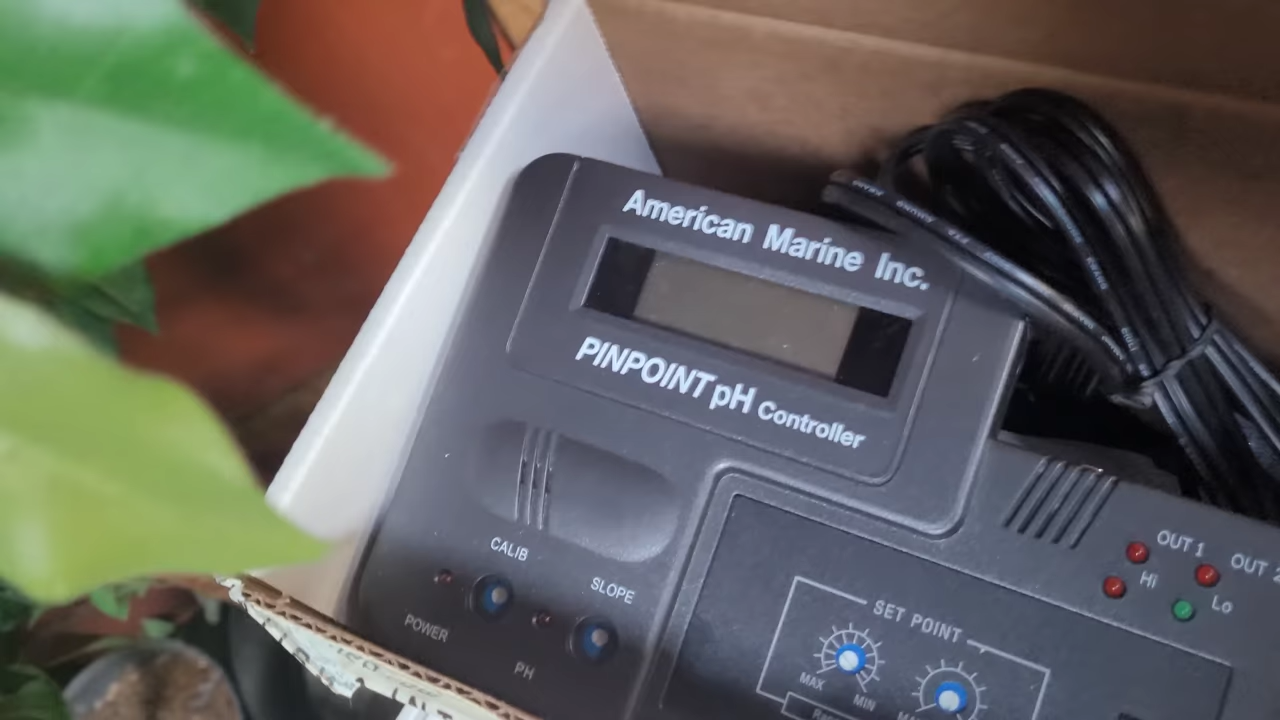 American Marine Inc.
PINPOINT pH Controller
CALIB
SLOPE
POWER
PH
OUT 1
OUT
Hi
Lo
SET POINT
MAX
MIN